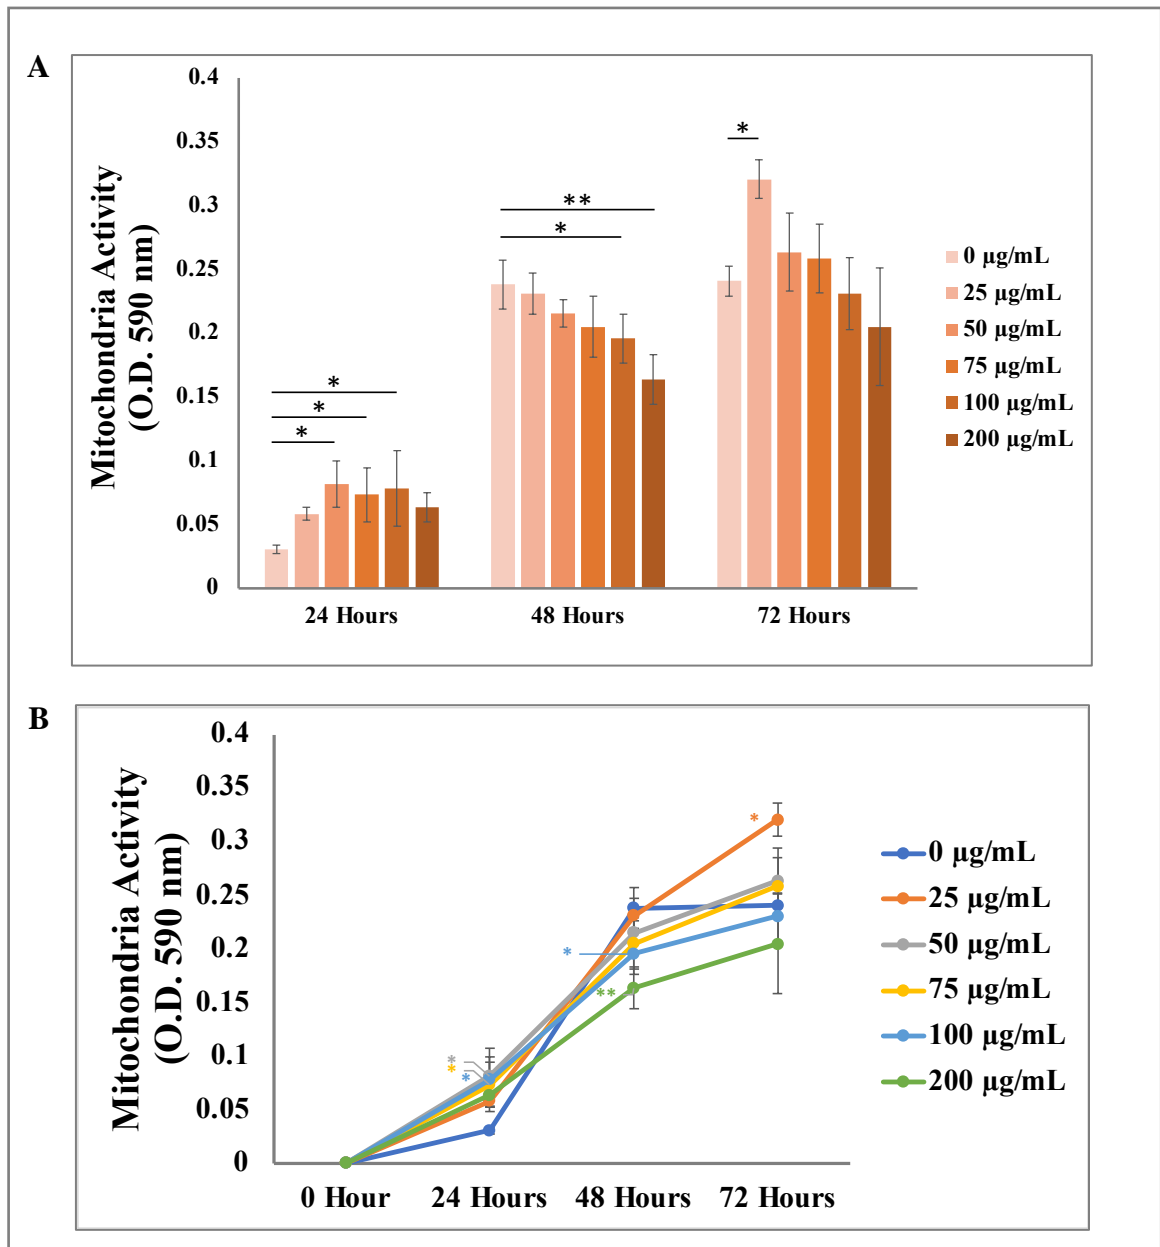 A
0.4
0.35
0.3
0.25
0.2
0.15
0.1
0.05
0
Mitochondria Activity
(O.D. 590 nm)
*
*
*
**
*
*
24 Hours
48 Hours
72 Hours
0 µg/mL
25 µg/mL
50 µg/mL
75 µg/mL
100 µg/mL
200 µg/mL
B
0.4
0.35
0.3
0.25
0.2
0.15
0.1
0.05
0
Mitochondria Activity
(O.D. 590 nm)
*
*
**
*
*
*
0 Hour
24 Hours
48 Hours
72 Hours
0 µg/mL
25 µg/mL
50 µg/mL
75 µg/mL
100 µg/mL
200 µg/mL